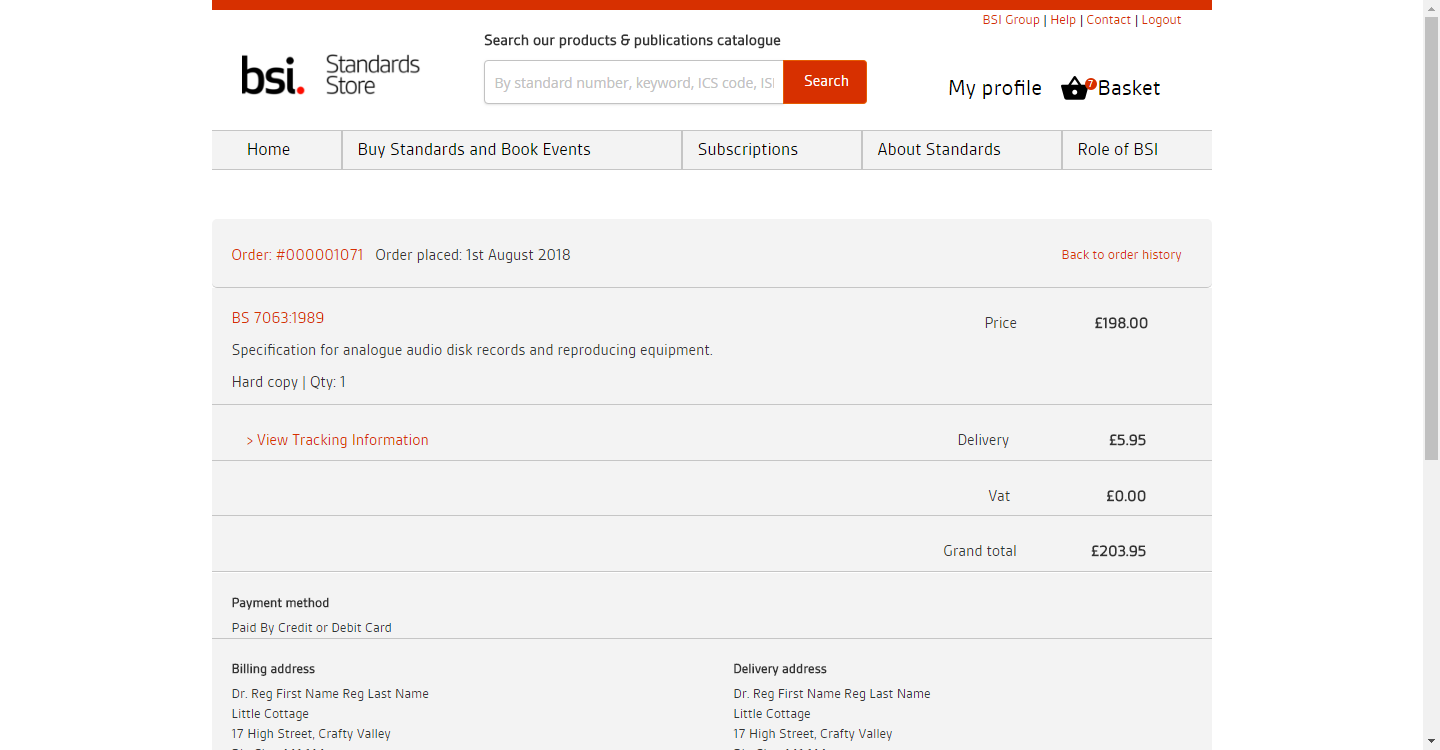 BSI Group | Help | Contact | Logout
Search our products & publications catalogue
bsi. Standards Store
By standard number, keyword, ICS code, ISI
Search
My profile
7
Basket
Home
Buy Standards and Book Events
Subscriptions
About Standards
Role of BSI
Order: #000001071 Order placed: 1st August 2018
Back to order history
BS 7063:1989
Price £198.00
Specification for analogue audio disk records and reproducing equipment.
Hard copy | Qty: 1
> View Tracking Information
Delivery £5.95
Vat £0.00
Grand total £203.95
Payment method
Paid By Credit or Debit Card
Billing address
Dr. Reg First Name Reg Last Name
Little Cottage
17 High Street, Crafty Valley
Delivery address
Dr. Reg First Name Reg Last Name
Little Cottage
17 High Street, Crafty Valley